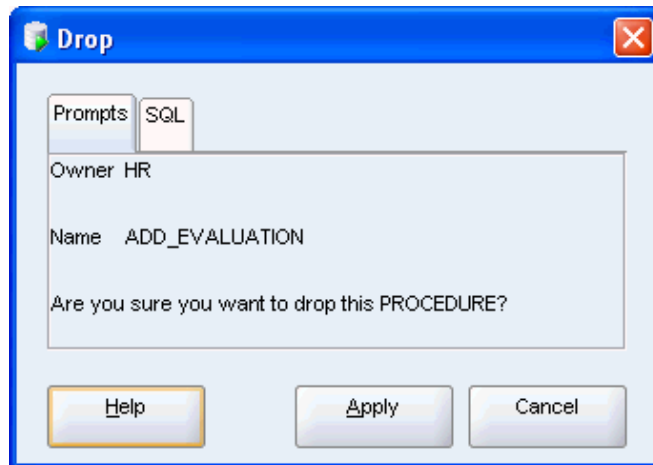 Drop
Prompts SQL
Owner HR
Name ADD_EVALUATION
Are you sure you want to drop this PROCEDURE?
Help Apply Cancel